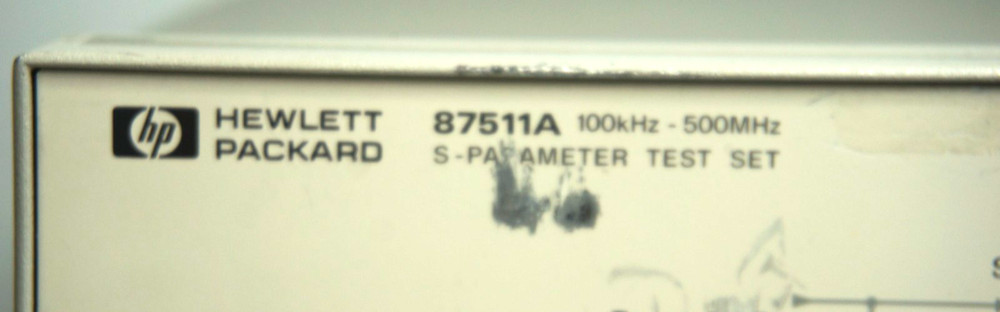 hp HEWLETT PACKARD
87511A 100kHz - 500MHz
S-PARAMETER TEST SET